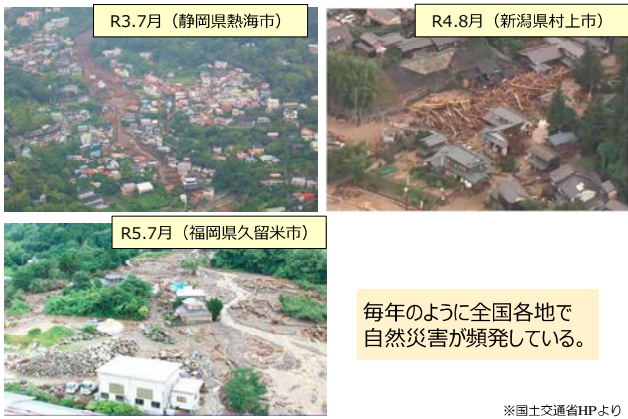 R3.7月（静岡県熱海市）
R4.8月（新潟県村上市）
R5.7月（福岡県久留米市）
毎年のように全国各地で
自然災害が頻発している。
※国土交通省HPより